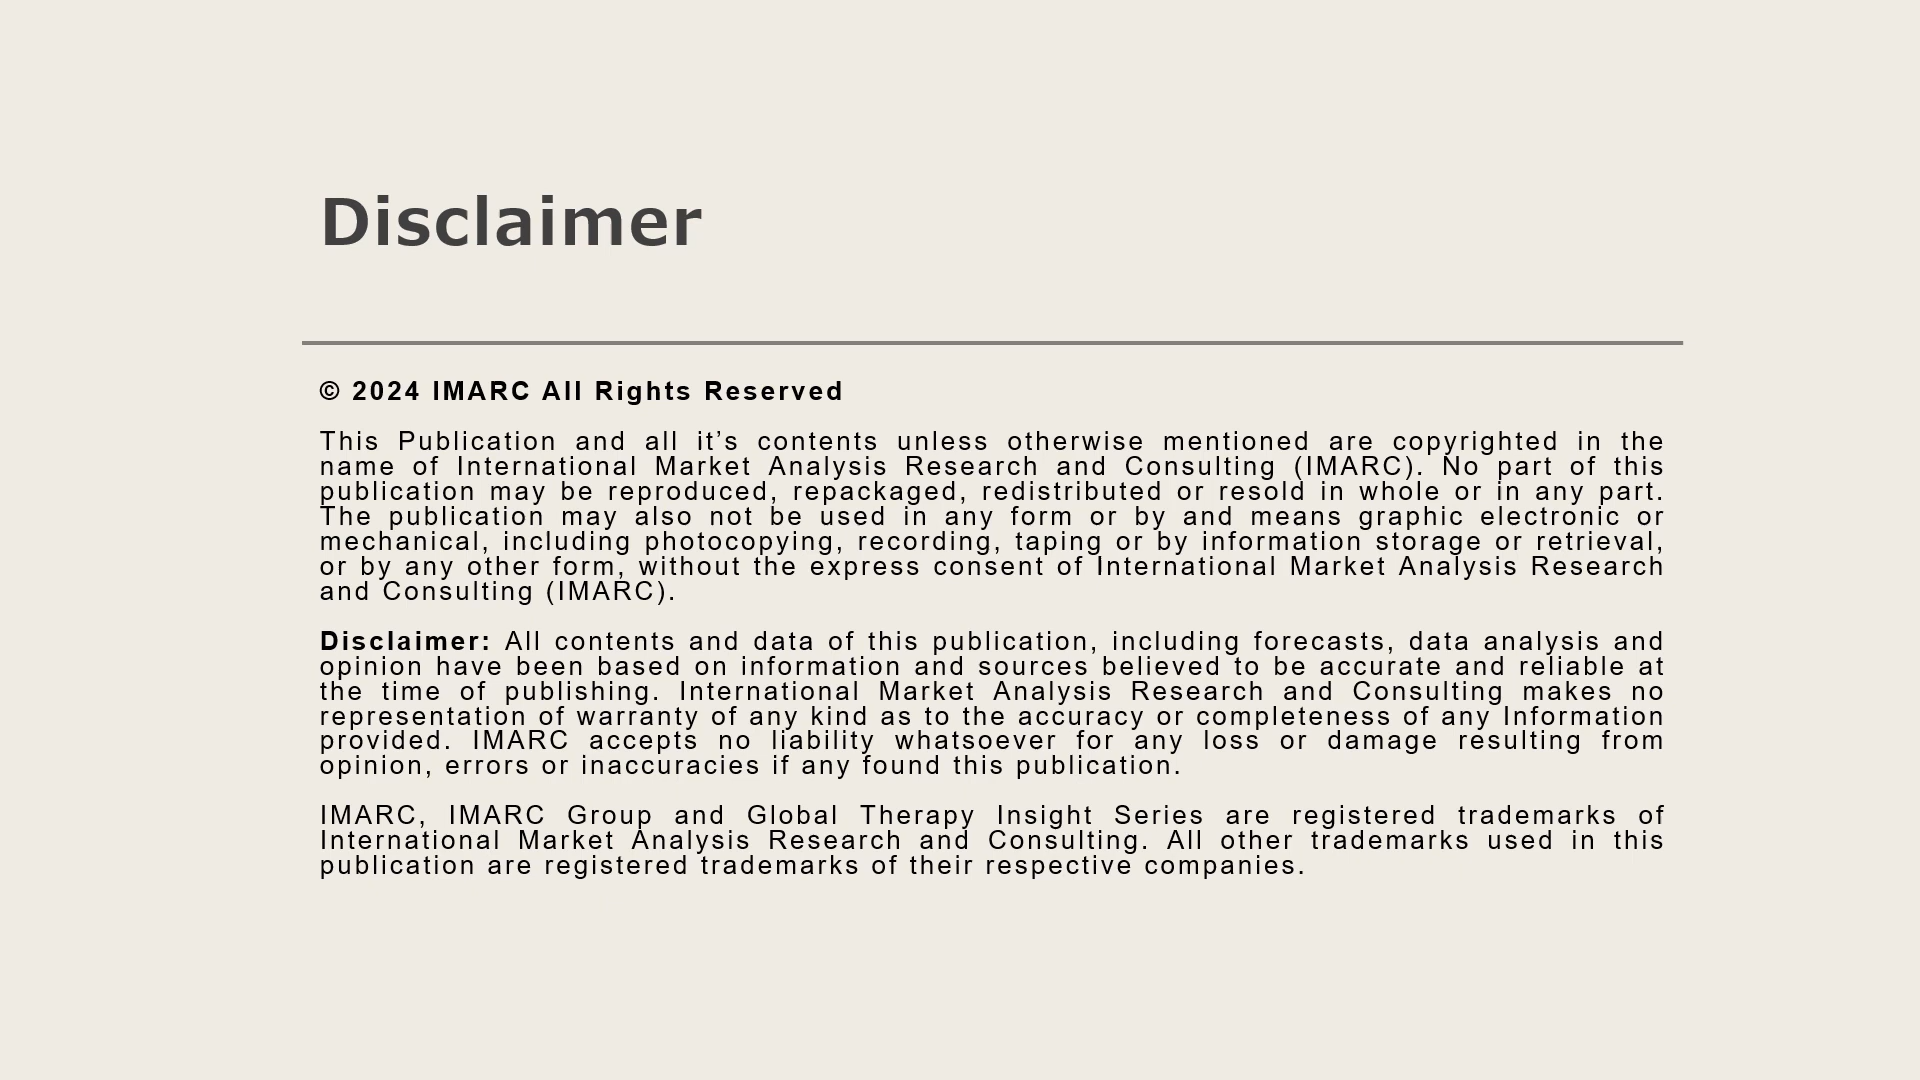 Disclaimer
© 2024 IMARC All Rights Reserved
This Publication and all it’s contents unless otherwise mentioned are copyrighted in the
name of International Market Analysis Research and Consulting (IMARC). No part of this
publication may be reproduced, repackaged, redistributed or resold in whole or in any part.
The publication may also not be used in any form or by and means graphic electronic or
mechanical, including photocopying, recording, taping or by information storage or retrieval,
or by any other form, without the express consent of International Market Analysis Research
and Consulting (IMARC).
Disclaimer: All contents and data of this publication, including forecasts, data analysis and
opinion have been based on information and sources believed to be accurate and reliable at
the time of publishing. International Market Analysis Research and Consulting makes no
representation of warranty of any kind as to the accuracy or completeness of any Information
provided. IMARC accepts no liability whatsoever for any loss or damage resulting from
opinion, errors or inaccuracies if any found this publication.
IMARC, IMARC Group and Global Therapy Insight Series are registered trademarks of
International Market Analysis Research and Consulting. All other trademarks used in this
publication are registered trademarks of their respective companies.